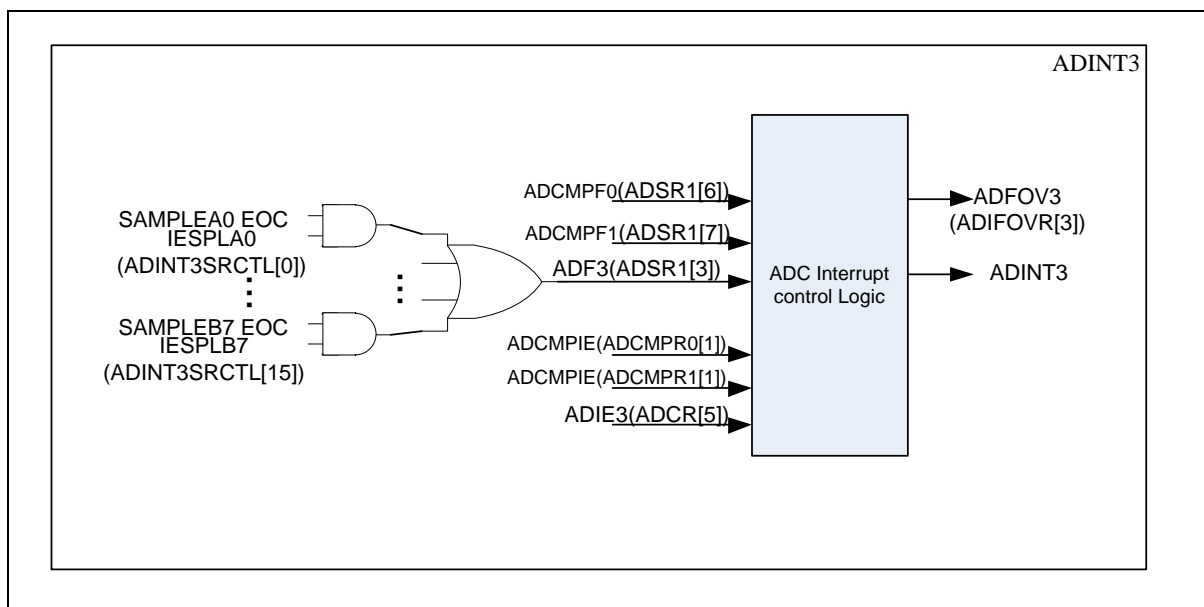 ADINT3
SAMPLEA0 EOC
IESPLA0
(ADINT3SRCTL[0])
SAMPLEB7 EOC
IESPLB7
(ADINT3SRCTL[15])
ADCMPF0(ADSR1[6])
ADCMPF1(ADSR1[7])
ADF3(ADSR1[3])
ADCMPIE(ADCMPR0[1])
ADCMPIE(ADCMPR1[1])
ADIE3(ADCR[5])
ADC Interrupt
control Logic
ADFOV3
(ADIFOVR[3])
ADINT3